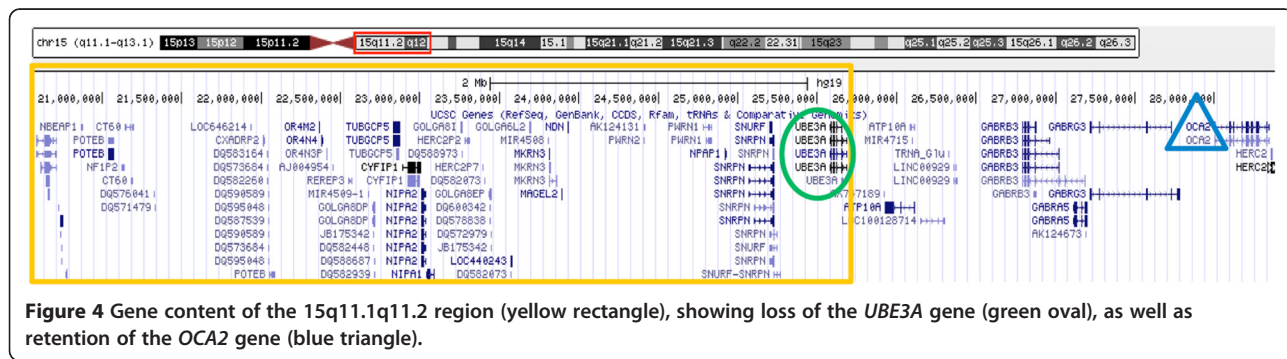 chr15 (q11.1-q13.1) 15p13 15p12 15p11.2 15q11.2 q12 15q14 15.1 15q21.1 q21.2 15q21.3 q22.2 22.31 15q23 q25.1 q25.2 q25.3 15q26.1 q26.2 q26.3
2 Mb hg19
21,000,000| 21,500,000| 22,000,000| 22,500,000| 23,000,000| 23,500,000| 24,000,000| 24,500,000| 25,000,000| 25,500,000| 26,000,000| 26,500,000| 27,000,000| 27,500,000| 28,000,000|
UCSC Genes (RefSeq, GenBank, CCDS, Rfam, tRNAs & Comparative Genomics)
NBEAP1 CT60 LOC646214 OR4M2 TUBGCP5 GOLGA8I GOLGA6L2 NDN AK124131 PWRN1 SNURF UBE3A ATP10A GABRB3 GABRG3 OCA2
POTEB CXADRP2 OR4N4 TUBGCP5 HERC2P2 MIR4508 PWRN2 PWRN1 SNRPN UBE3A MIR4715 GABRB3 OCA2
POTEB DQ583164 OR4N3P TUBGCP5 DQ588973 MKRN3 NPAP1 SNRPN UBE3A TRNA_Glu GABRB3 HERC2
NF1P2 DQ582260 AJ004954 CYFIP1 HERC2P7 MKRN3 SNRPN UBE3A LINC00929 GABRB3 HERC2
CT60 DQ573684 REREP3 CYFIP1 DQ582073 MKRN3 SNRPN UBE3A LINC00929 GABRB3
DQ576041 DQ590589 MIR4509-1 NIPA2 GOLGA8EP MAGEL2 SNRPN GABRB3 GABRG3
DQ571479 DQ595048 GOLGA8DP NIPA2 DQ600342 SNRPN ATP10A GABRA5
DQ587539 GOLGA8DP NIPA2 DQ578838 SNRPN LOC100128714 GABRA5
DQ590589 JB175342 NIPA2 DQ572979 SNRPN AK124673
DQ573684 DQ582448 NIPA2 JB175342 SNURF
DQ595048 DQ588687 NIPA2 LOC440243 SNRPN
POTEB DQ582939 NIPA1 DQ582073 SNURF-SNRPN
Figure 4 Gene content of the 15q11.1q11.2 region (yellow rectangle), showing loss of the UBE3A gene (green oval), as well as
retention of the OCA2 gene (blue triangle).